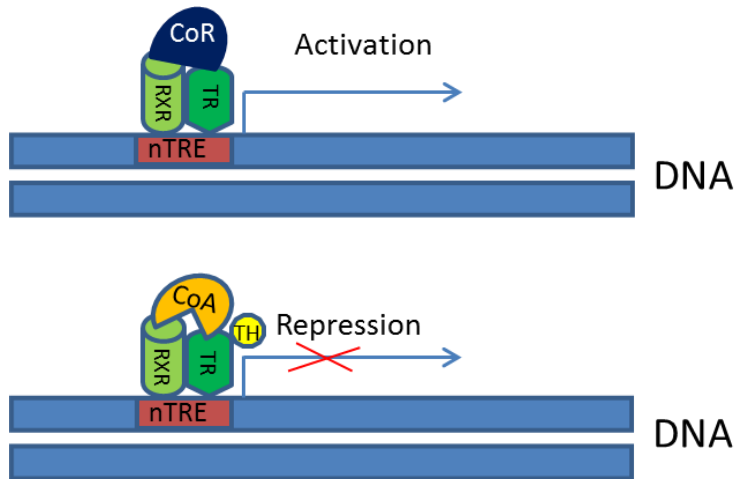 CoR
Activation
RXR
TR
nTRE
DNA
CoA
TH
Repression
RXR
TR
nTRE
DNA